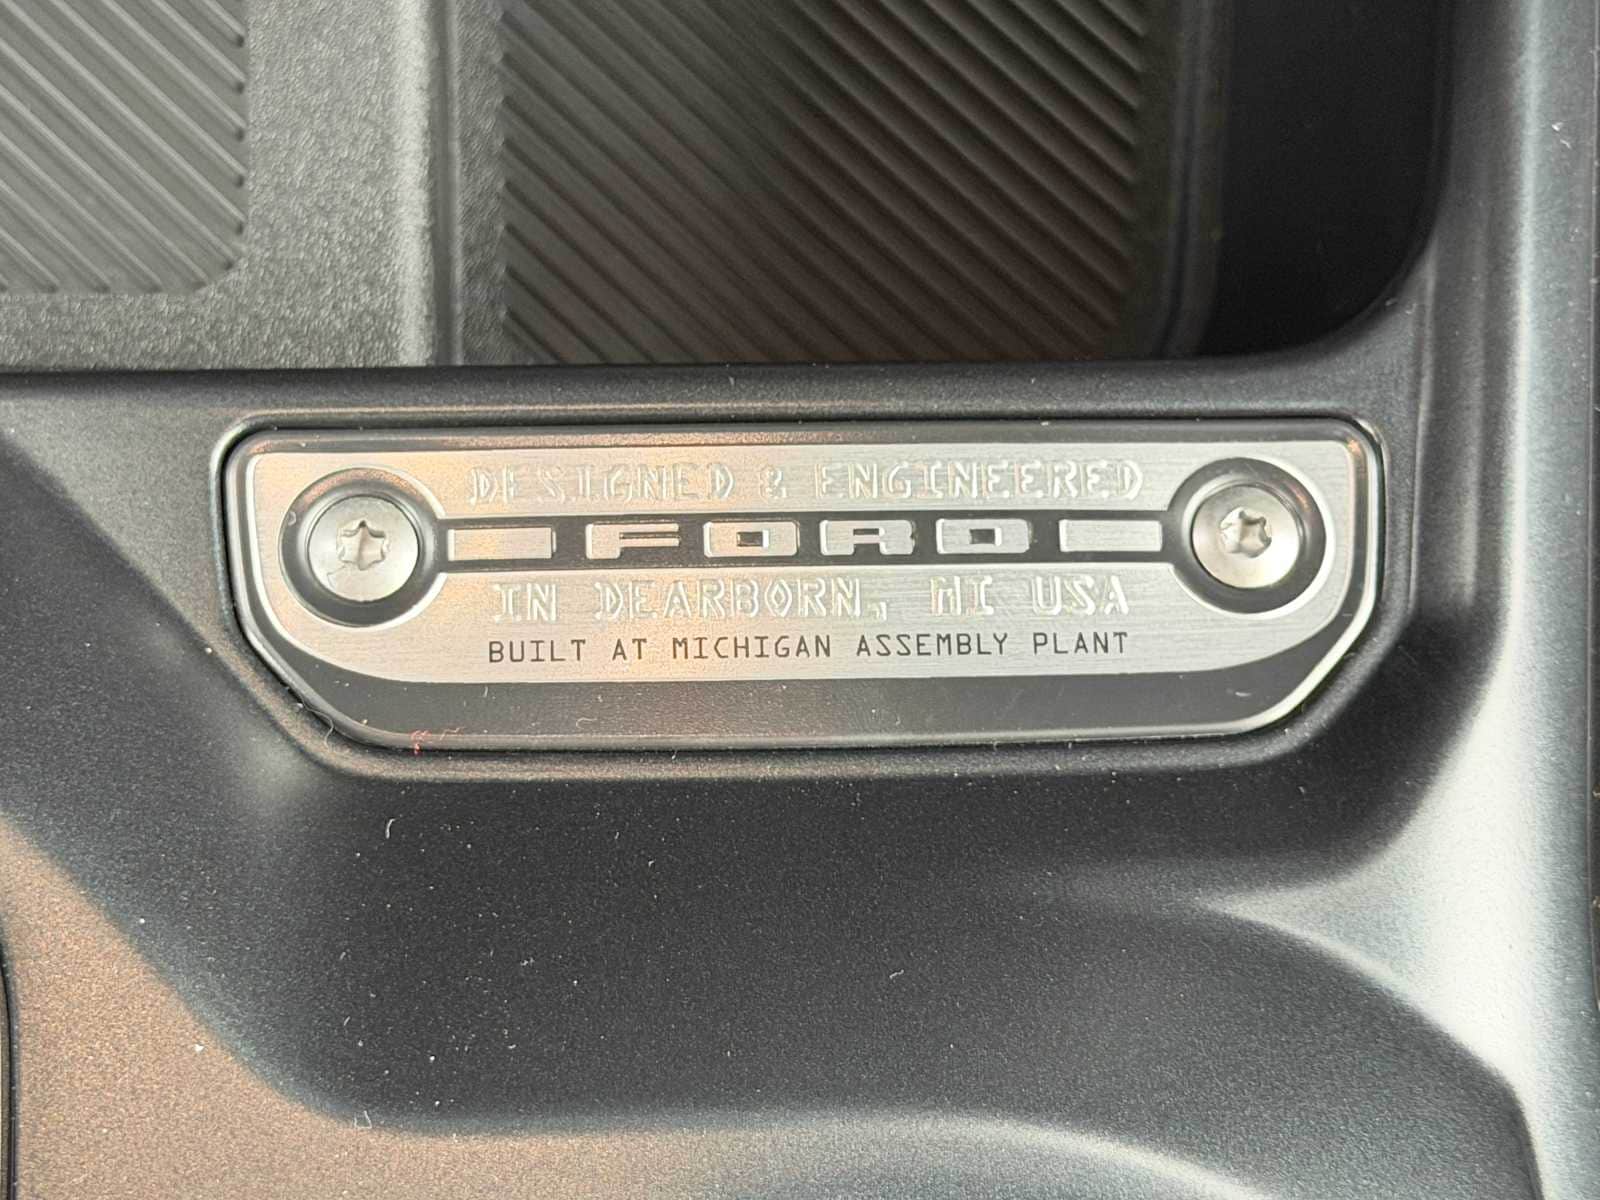 DESIGNED & ENGINEERED
FORD
IN DEARBORN, MI USA
BUILT AT MICHIGAN ASSEMBLY PLANT